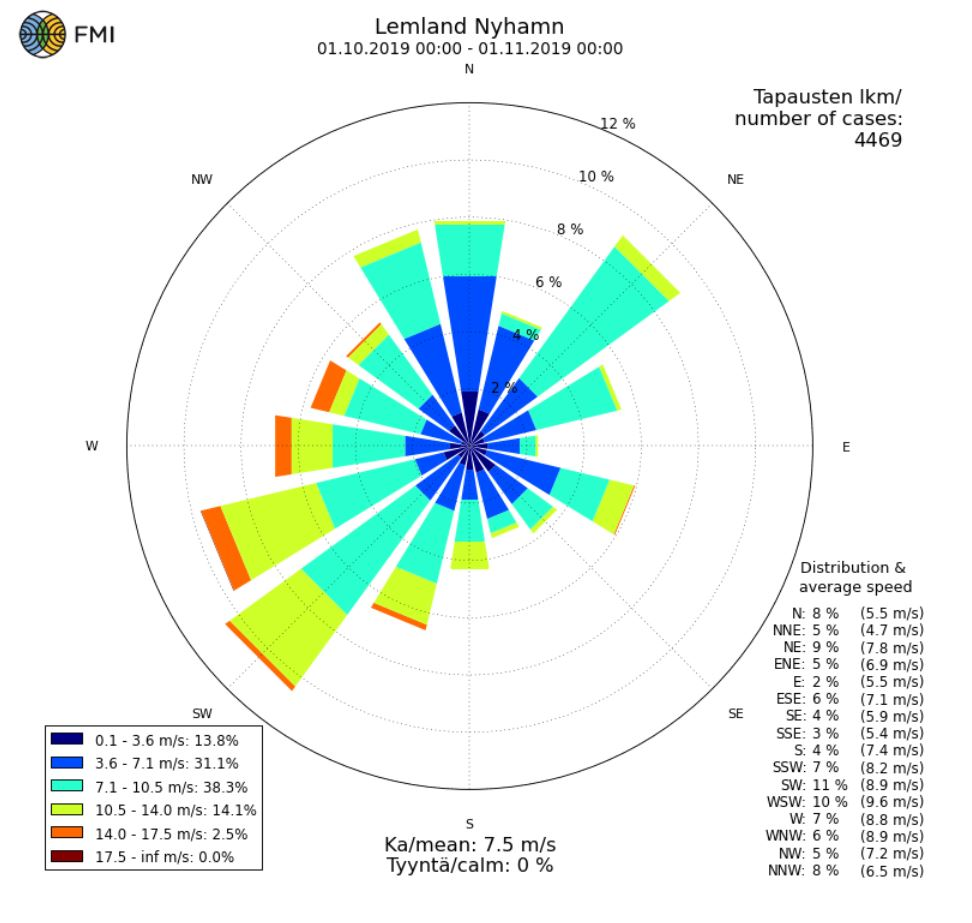 FMI
Lemland Nyhamn
01.10.2019 00:00 - 01.11.2019 00:00
N
Tapausten lkm/
number of cases:
4469
12 %
10 %
8 %
6 %
4 %
2 %
NW
NE
W
E
SW
SE
S
Distribution &
average speed
N: 8 % (5.5 m/s)
NNE: 5 % (4.7 m/s)
NE: 9 % (7.8 m/s)
ENE: 5 % (6.9 m/s)
E: 2 % (5.5 m/s)
ESE: 6 % (7.1 m/s)
SE: 4 % (5.9 m/s)
SSE: 3 % (5.4 m/s)
S: 4 % (7.4 m/s)
SSW: 7 % (8.2 m/s)
SW: 11 % (8.9 m/s)
WSW: 10 % (9.6 m/s)
W: 7 % (8.8 m/s)
WNW: 6 % (8.9 m/s)
NW: 5 % (7.2 m/s)
NNW: 8 % (6.5 m/s)
0.1 - 3.6 m/s: 13.8%
3.6 - 7.1 m/s: 31.1%
7.1 - 10.5 m/s: 38.3%
10.5 - 14.0 m/s: 14.1%
14.0 - 17.5 m/s: 2.5%
17.5 - inf m/s: 0.0%
Ka/mean: 7.5 m/s
Tyyntä/calm: 0 %